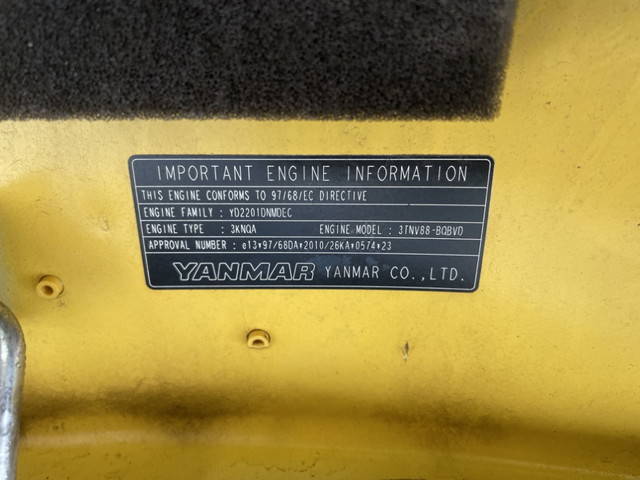 IMPORTANT ENGINE INFORMATION
THIS ENGINE CONFORMS TO 97/68/EC DIRECTIVE
ENGINE FAMILY : YD2201DNMDEC
ENGINE TYPE : 3KNQA ENGINE MODEL : 3TNV88-BQBVD
APPROVAL NUMBER : e13*97/68DA*2010/26KA*0574*23
YANMAR YANMAR CO.,LTD.